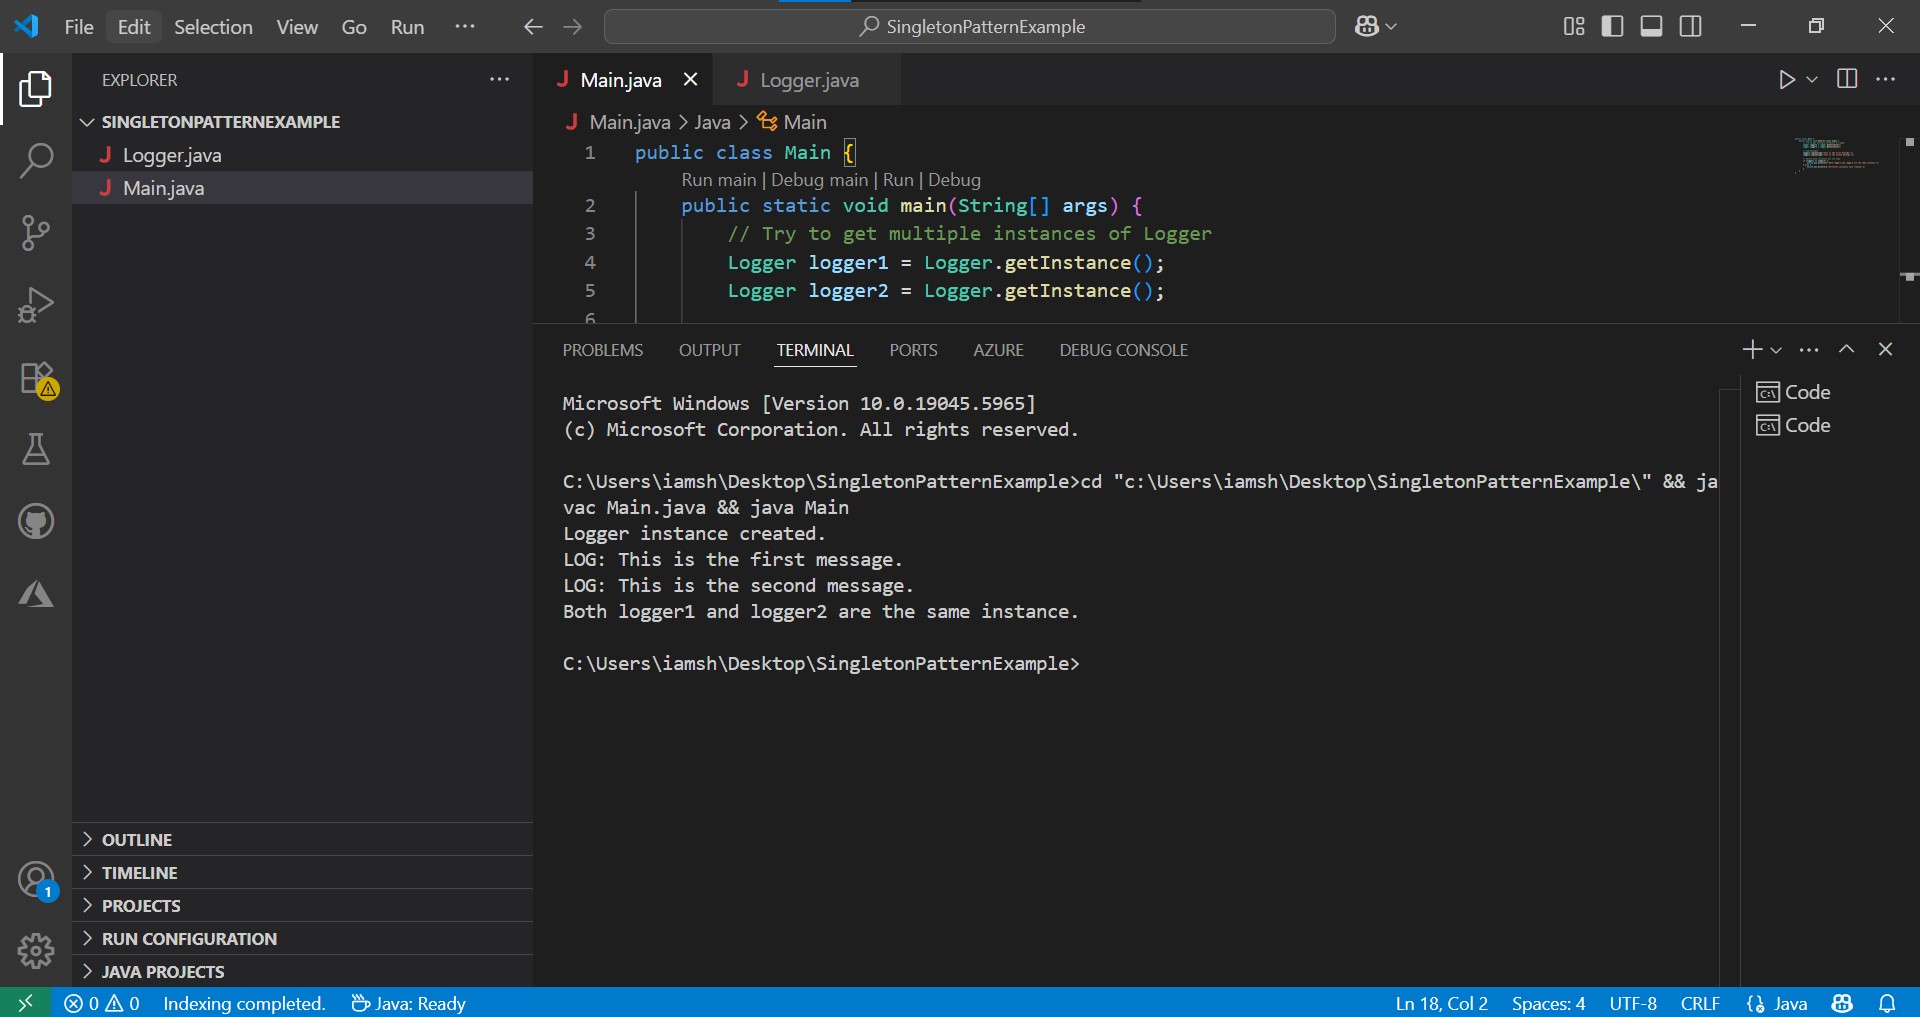 File Edit Selection View Go Run ··· SingletonPatternExample
EXPLORER
SINGLETONPATTERNEXAMPLE
J Logger.java
J Main.java
OUTLINE
TIMELINE
PROJECTS
RUN CONFIGURATION
JAVA PROJECTS
J Main.java J Logger.java
J Main.java > Java > Main
1 public class Main {
Run main | Debug main | Run | Debug
2 public static void main(String[] args) {
3 // Try to get multiple instances of Logger
4 Logger logger1 = Logger.getInstance();
5 Logger logger2 = Logger.getInstance();
6
PROBLEMS OUTPUT TERMINAL PORTS AZURE DEBUG CONSOLE
Microsoft Windows [Version 10.0.19045.5965]
(c) Microsoft Corporation. All rights reserved.
C:\Users\iamsh\Desktop\SingletonPatternExample>cd "c:\Users\iamsh\Desktop\SingletonPatternExample\" && ja
vac Main.java && java Main
Logger instance created.
LOG: This is the first message.
LOG: This is the second message.
Both logger1 and logger2 are the same instance.
C:\Users\iamsh\Desktop\SingletonPatternExample>
Code
Code
1
0 0 Indexing completed. Java: Ready Ln 18, Col 2 Spaces: 4 UTF-8 CRLF Java